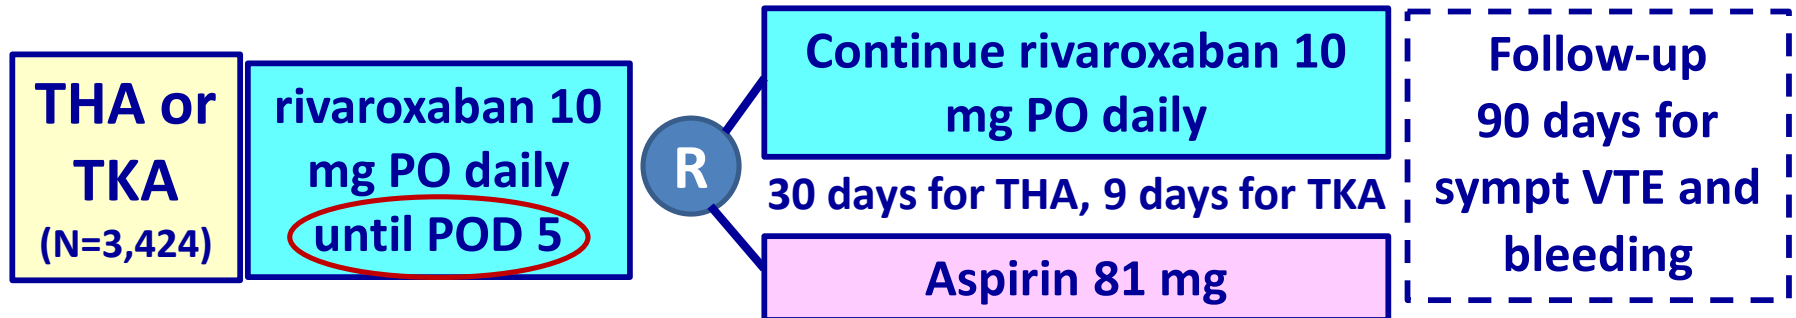 THA or
TKA
(N=3,424)
rivaroxaban 10
mg PO daily
until POD 5
R
Continue rivaroxaban 10
mg PO daily
30 days for THA, 9 days for TKA
Aspirin 81 mg
Follow-up
90 days for
sympt VTE and
bleeding